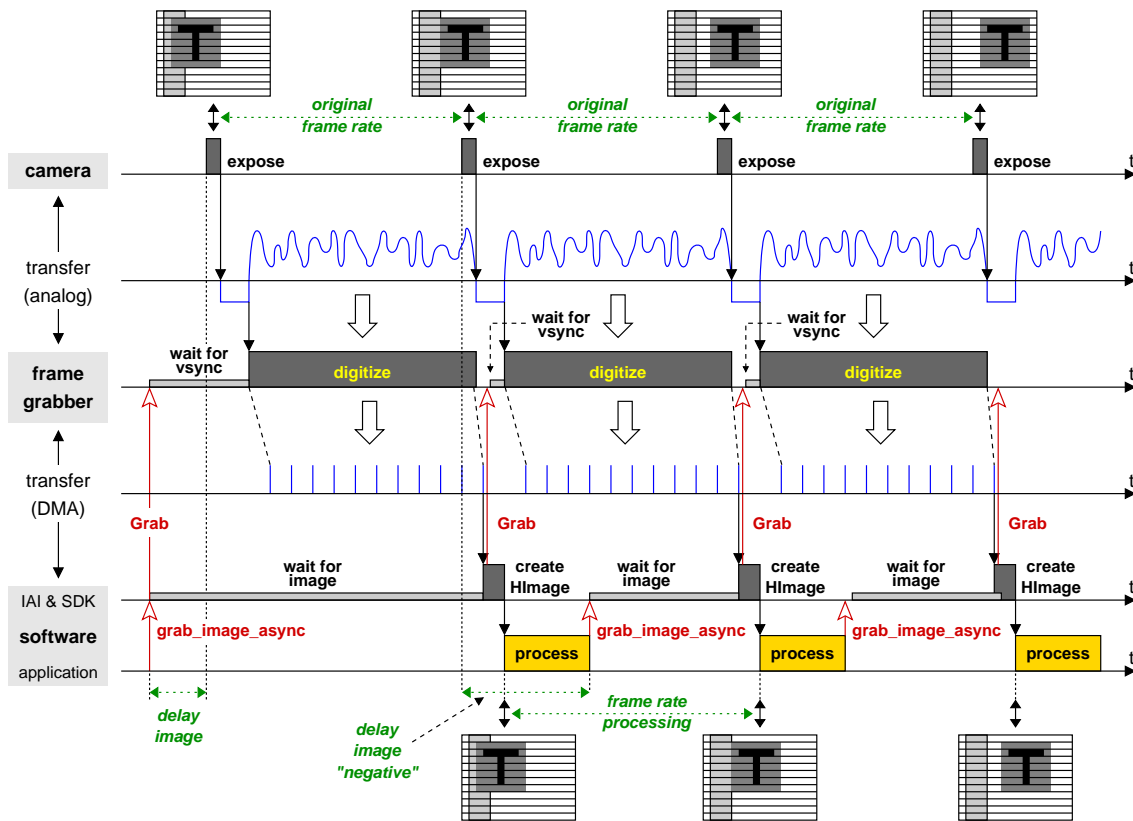 original
frame rate
original
frame rate
original
frame rate
expose
expose
expose
expose
t
camera
transfer
(analog)
t
wait for
vsync
wait for
vsync
wait for
vsync
frame
grabber
digitize
digitize
digitize
t
transfer
(DMA)
t
Grab
Grab
Grab
Grab
wait for
image
create
HImage
wait for
image
create
HImage
wait for
image
create
HImage
t
IAI & SDK
software
application
grab_image_async
grab_image_async
grab_image_async
process
process
process
t
delay
image
delay
image
"negative"
frame rate
processing